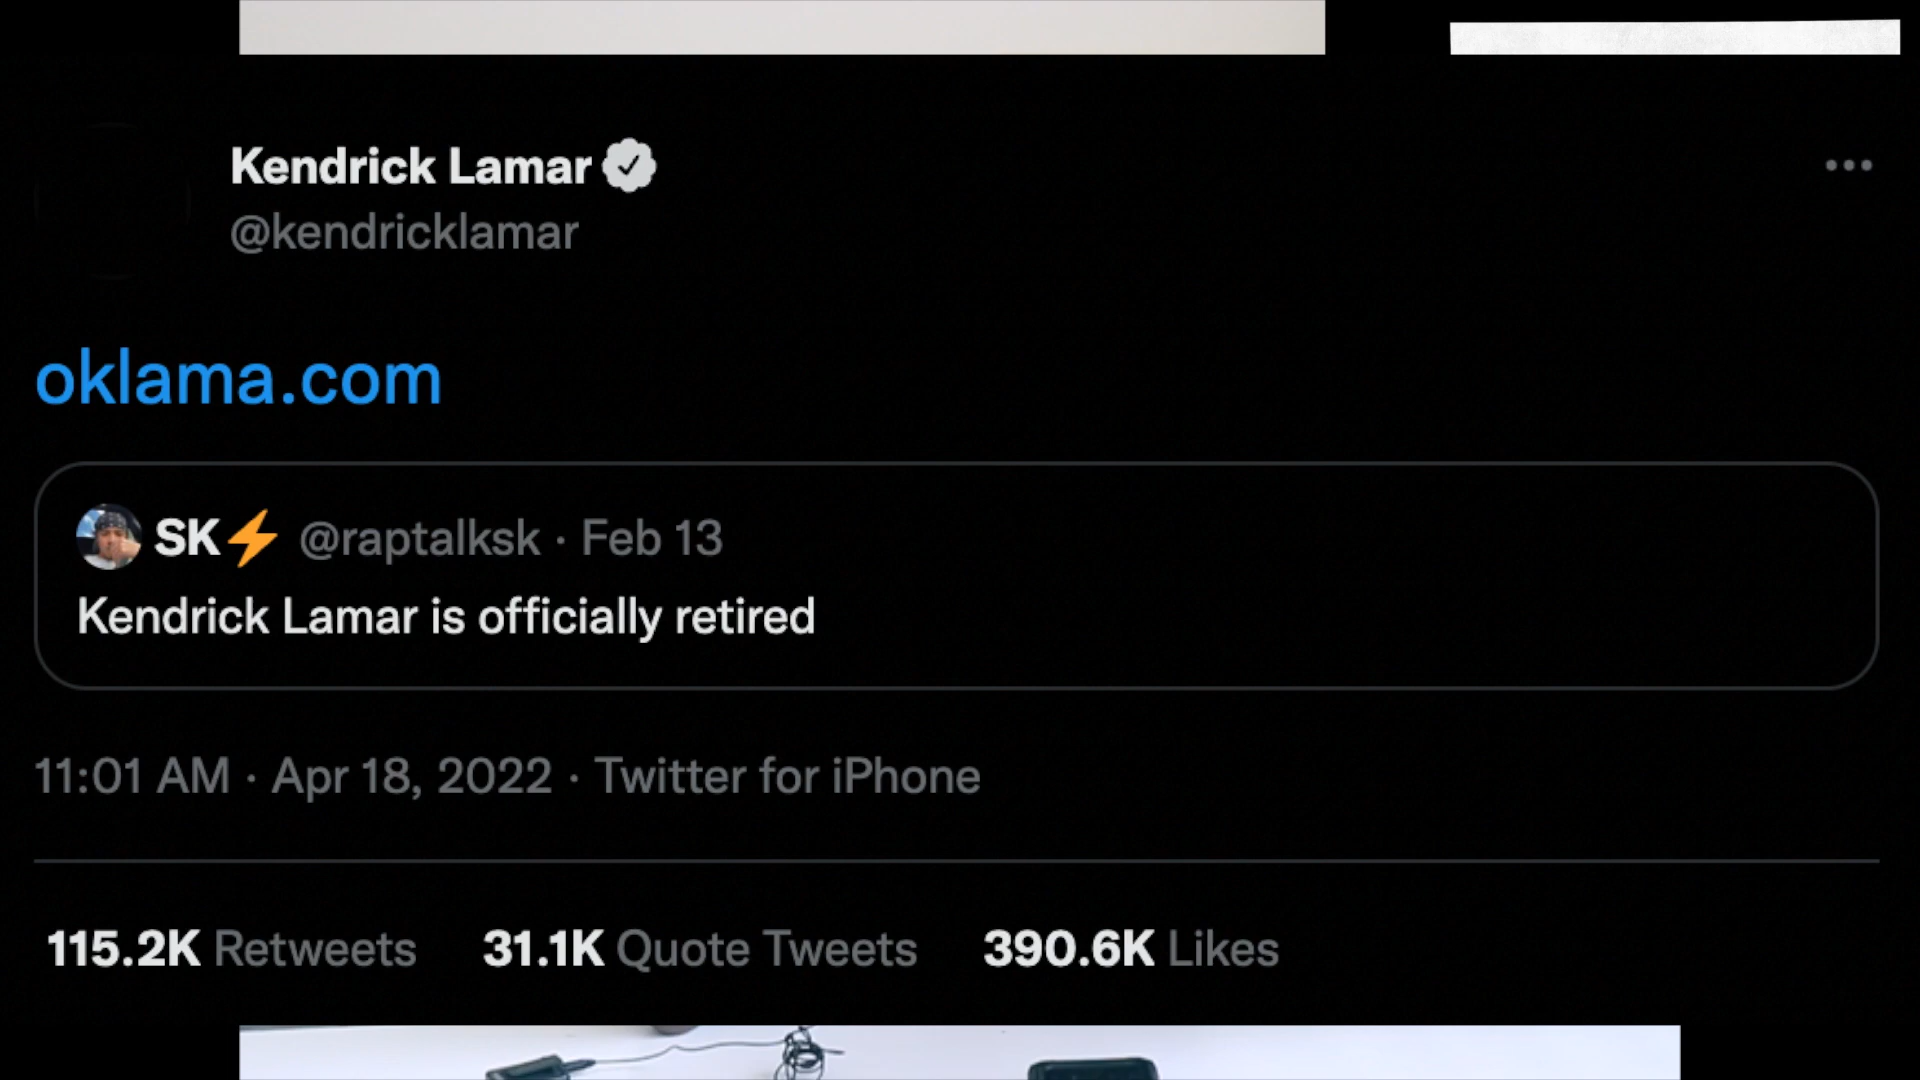 Kendrick Lamar
@kendricklamar
oklama.com
SK⚡ @raptalksk · Feb 13
Kendrick Lamar is officially retired
11:01 AM · Apr 18, 2022 · Twitter for iPhone
115.2K Retweets 31.1K Quote Tweets 390.6K Likes